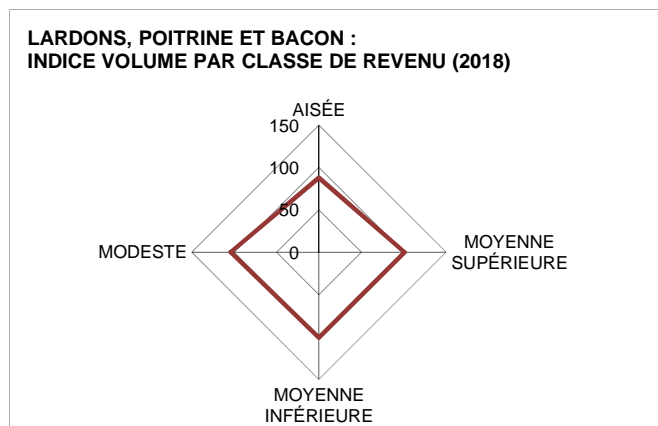 LARDONS, POITRINE ET BACON :
INDICE VOLUME PAR CLASSE DE REVENU (2018)
AISÉE
150
100
50
0
MODESTE
MOYENNE
SUPÉRIEURE
MOYENNE
INFÉRIEURE